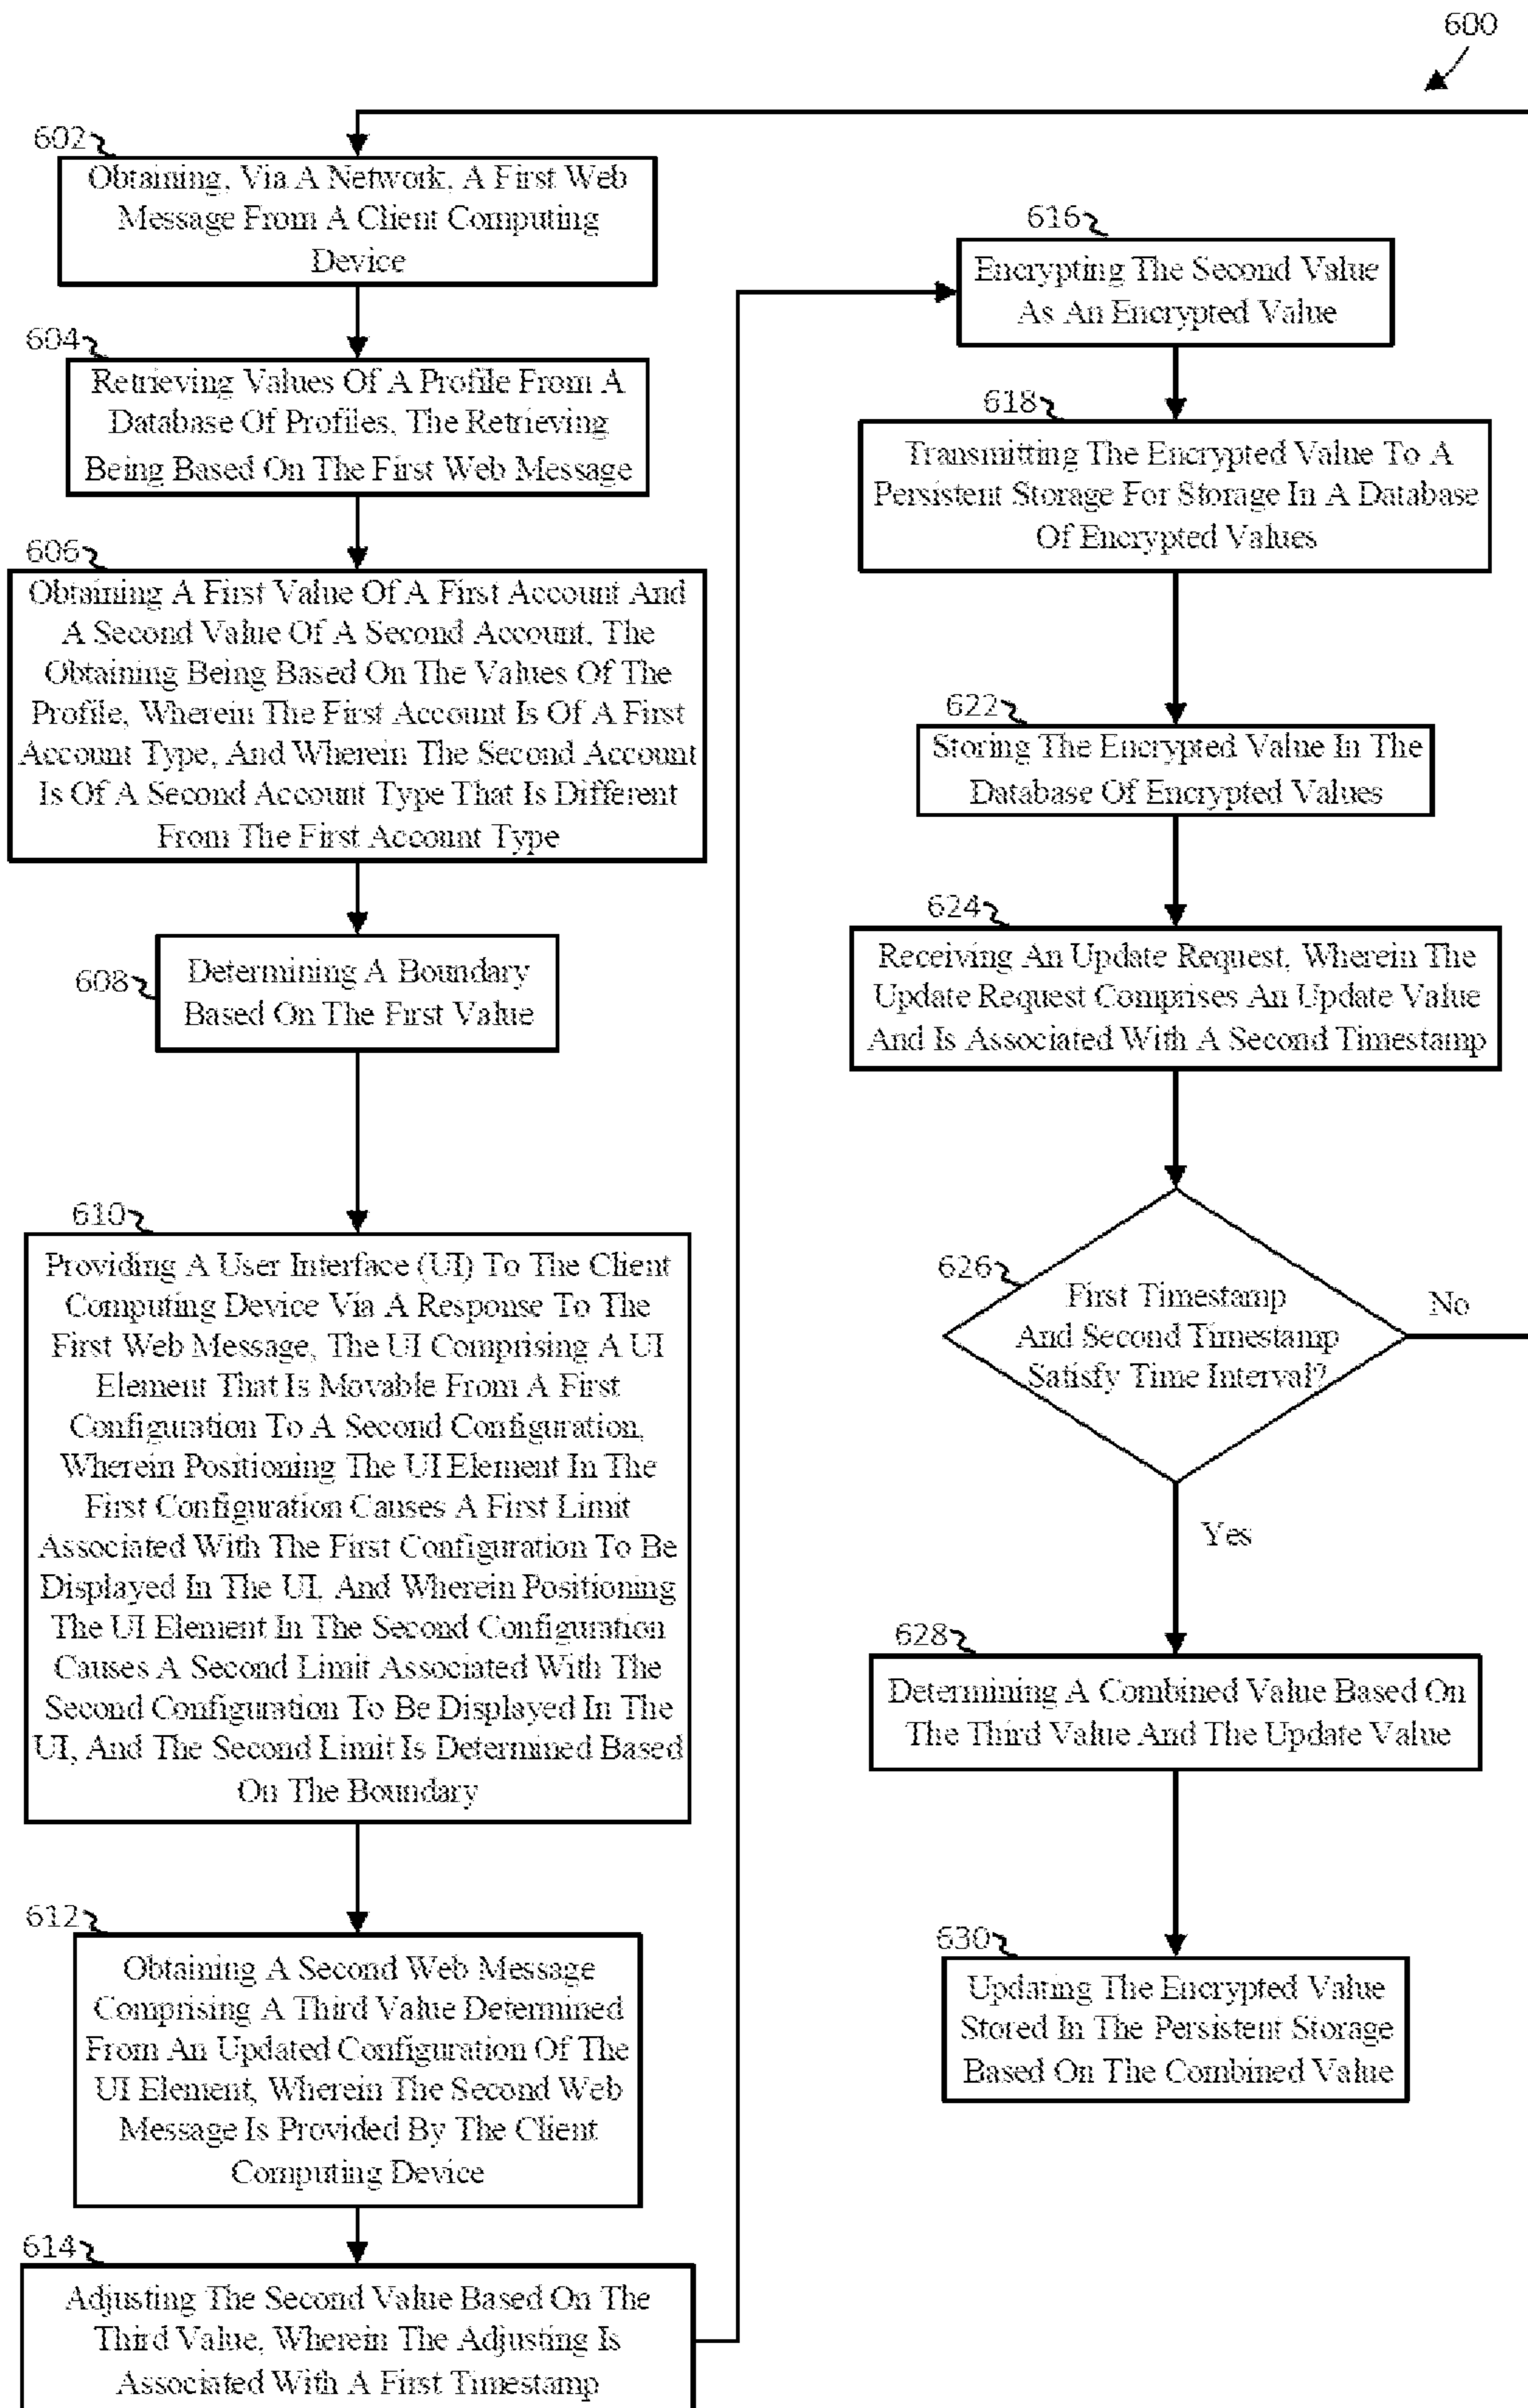 600
602
Obtaining, Via A Network, A First Web
Message From A Client Computing
Device
604
Retrieving Values Of A Profile From A
Database Of Profiles, The Retrieving
Being Based On The First Web Message
606
Obtaining A First Value Of A First Account And
A Second Value Of A Second Account, The
Obtaining Being Based On The Values Of The
Profile, Wherein The First Account Is Of A First
Account Type, And Wherein The Second Account
Is Of A Second Account Type That Is Different
From The First Account Type
608
Determining A Boundary
Based On The First Value
610
Providing A User Interface (UI) To The Client
Computing Device Via A Response To The
First Web Message, The UI Comprising A UI
Element That Is Movable From A First
Configuration To A Second Configuration,
Wherein Positioning The UI Element In The
First Configuration Causes A First Limit
Associated With The First Configuration To Be
Displayed In The UI, And Wherein Positioning
The UI Element In The Second Configuration
Causes A Second Limit Associated With The
Second Configuration To Be Displayed In The
UI, And The Second Limit Is Determined Based
On The Boundary
612
Obtaining A Second Web Message
Comprising A Third Value Determined
From An Updated Configuration Of The
UI Element, Wherein The Second Web
Message Is Provided By The Client
Computing Device
614
Adjusting The Second Value Based On The
Third Value, Wherein The Adjusting Is
Associated With A First Timestamp
616
Encrypting The Second Value
As An Encrypted Value
618
Transmitting The Encrypted Value To A
Persistent Storage For Storage In A Database
Of Encrypted Values
622
Storing The Encrypted Value In The
Database Of Encrypted Values
624
Receiving An Update Request, Wherein The
Update Request Comprises An Update Value
And Is Associated With A Second Timestamp
626
First Timestamp
And Second Timestamp
Satisfy Time Interval?
No
Yes
628
Determining A Combined Value Based On
The Third Value And The Update Value
630
Updating The Encrypted Value
Stored In The Persistent Storage
Based On The Combined Value